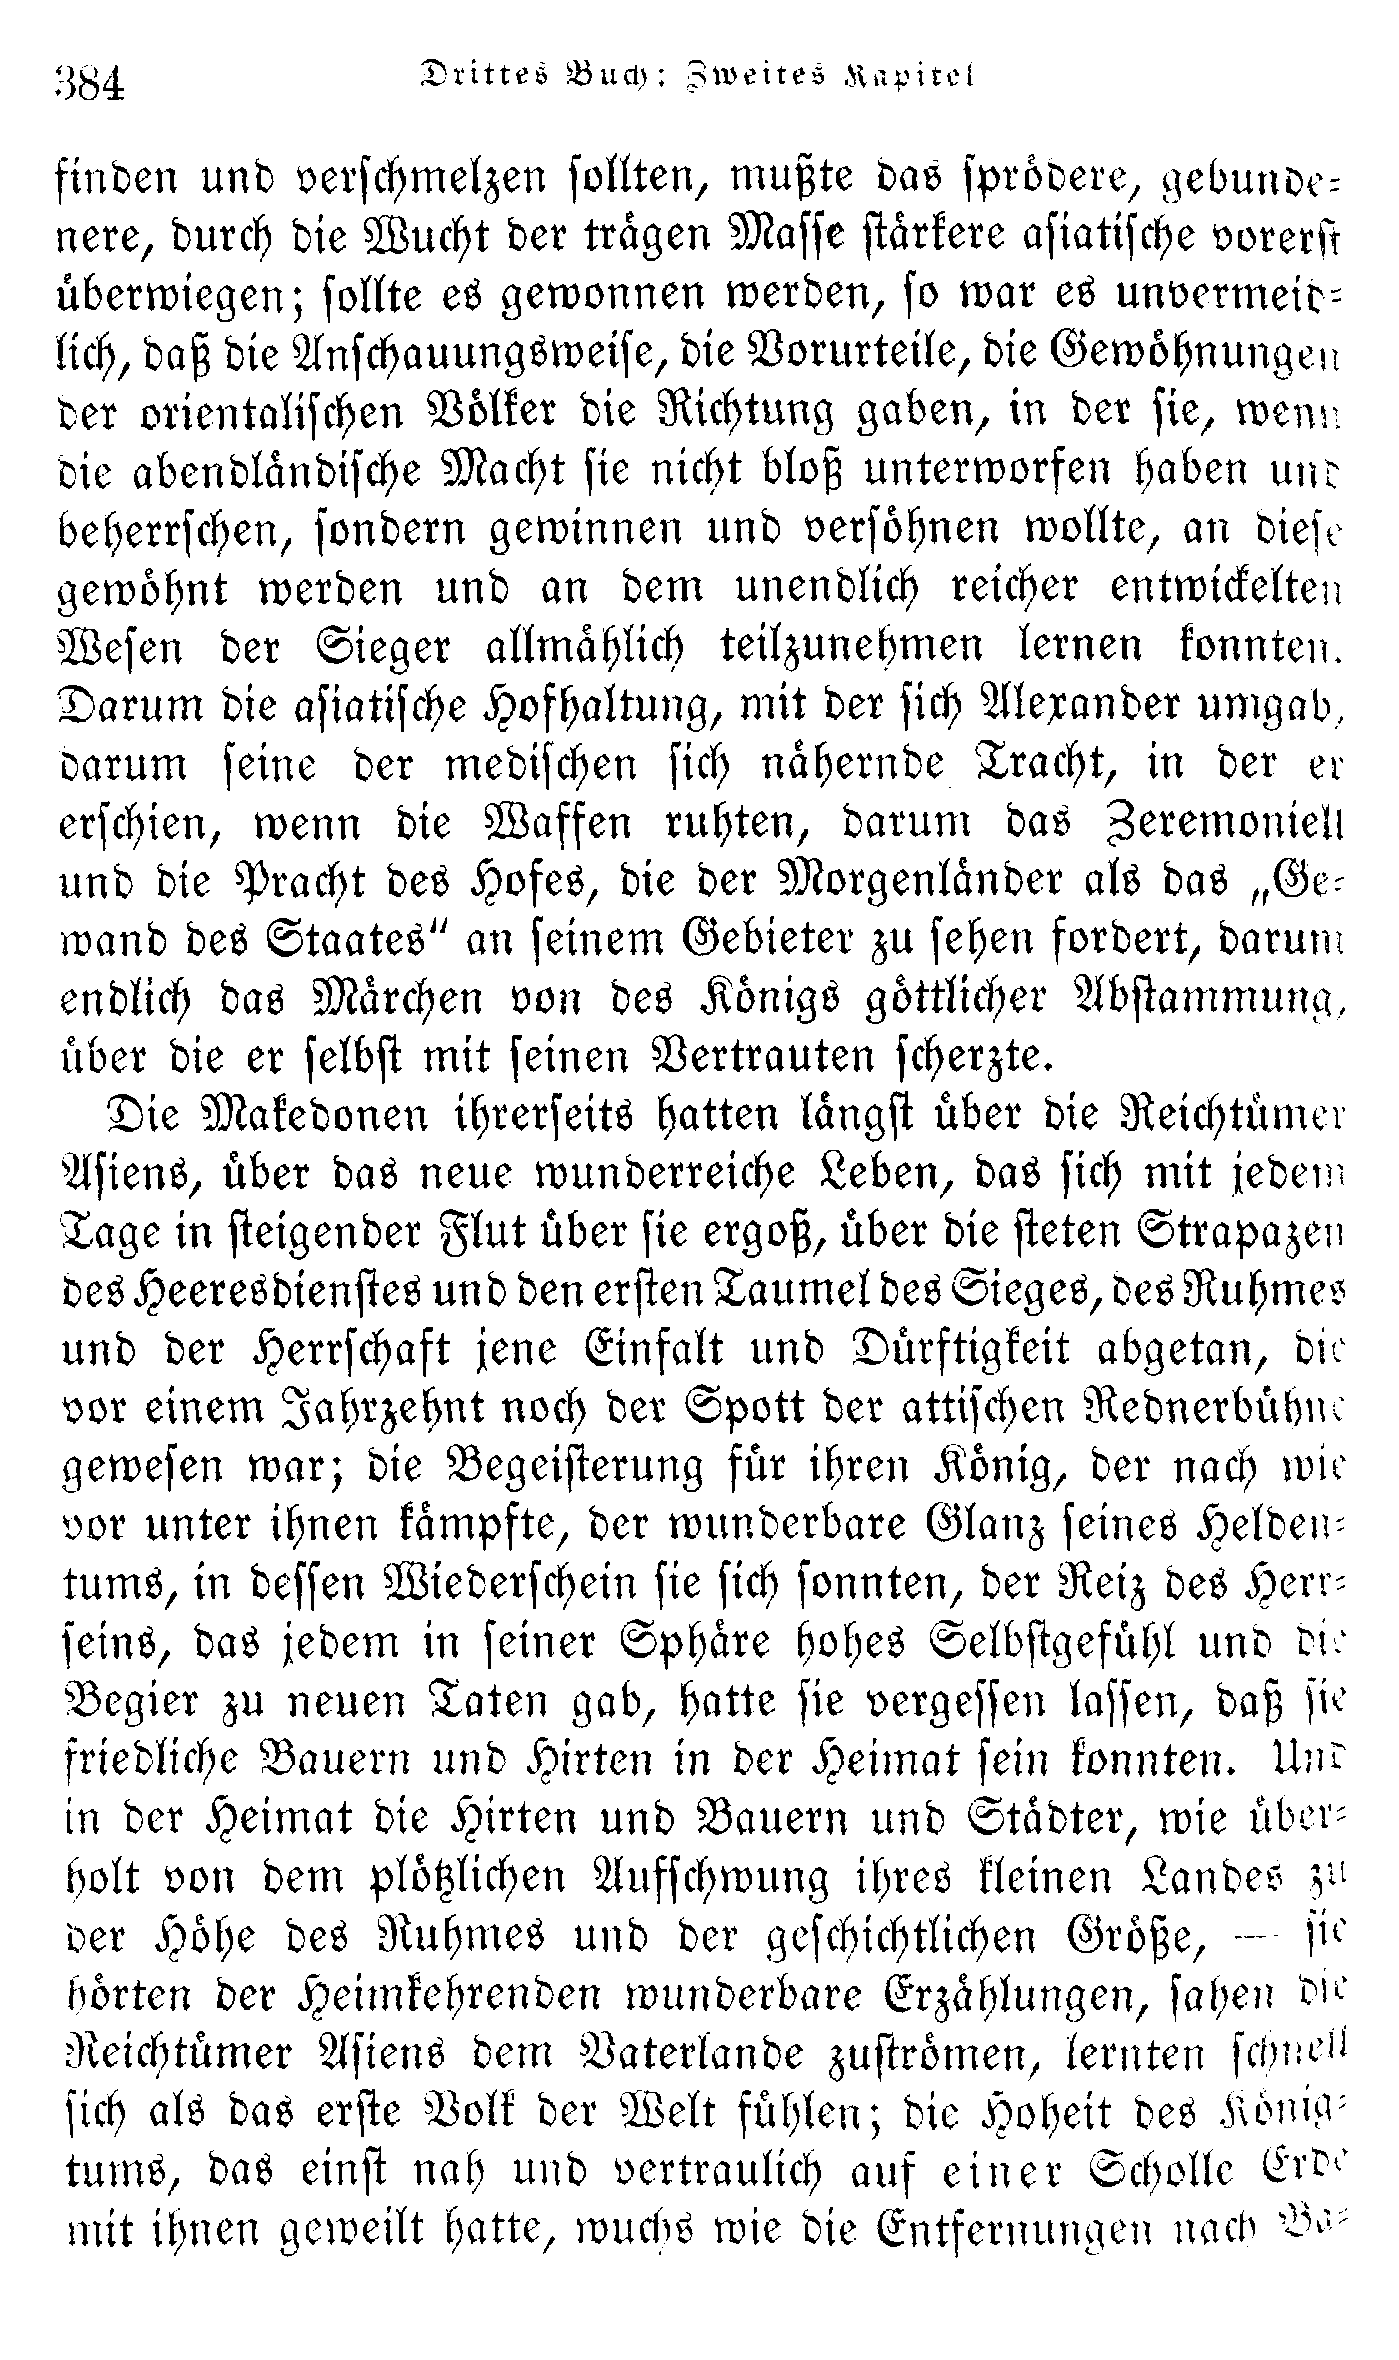 384
Drittes Buch: Zweites Kapitel
finden und verschmelzen sollten, mußte das sprödere, gebunde-
nere, durch die Wucht der trägen Masse stärkere asiatische vorerst
überwiegen; sollte es gewonnen werden, so war es unvermeid-
lich, daß die Anschauungsweise, die Vorurteile, die Gewöhnungen
der orientalischen Völker die Richtung gaben, in der sie, wenn
die abendländische Macht sie nicht bloß unterworfen haben und
beherrschen, sondern gewinnen und versöhnen wollte, an diese
gewöhnt werden und an dem unendlich reicher entwickelten
Wesen der Sieger allmählich teilzunehmen lernen konnten.
Darum die asiatische Hofhaltung, mit der sich Alexander umgab,
darum seine der medischen sich nähernde Tracht, in der er
erschien, wenn die Waffen ruhten, darum das Zeremoniell
und die Pracht des Hofes, die der Morgenländer als das „Ge-
wand des Staates“ an seinem Gebieter zu sehen fordert, darum
endlich das Märchen von des Königs göttlicher Abstammung,
über die er selbst mit seinen Vertrauten scherzte.
Die Makedonen ihrerseits hatten längst über die Reichtümer
Asiens, über das neue wunderreiche Leben, das sich mit jedem
Tage in steigender Flut über sie ergoß, über die steten Strapazen
des Heeresdienstes und den ersten Taumel des Sieges, des Ruhmes
und der Herrschaft jene Einfalt und Dürftigkeit abgetan, die
vor einem Jahrzehnt noch der Spott der attischen Rednerbühne
gewesen war; die Begeisterung für ihren König, der nach wie
vor unter ihnen kämpfte, der wunderbare Glanz seines Helden-
tums, in dessen Wiederschein sie sich sonnten, der Reiz des Herr-
seins, das jedem in seiner Sphäre hohes Selbstgefühl und die
Begier zu neuen Taten gab, hatte sie vergessen lassen, daß sie
friedliche Bauern und Hirten in der Heimat sein konnten. Und
in der Heimat die Hirten und Bauern und Städter, wie über-
holt von dem plötzlichen Aufschwung ihres kleinen Landes zu
der Höhe des Ruhmes und der geschichtlichen Größe, — sie
hörten der Heimkehrenden wunderbare Erzählungen, sahen die
Reichtümer Asiens dem Vaterlande zuströmen, lernten schnell
sich als das erste Volk der Welt fühlen; die Hoheit des König-
tums, das einst nah und vertraulich auf einer Scholle Erde
mit ihnen geweilt hatte, wuchs wie die Entfernungen nach Ba-